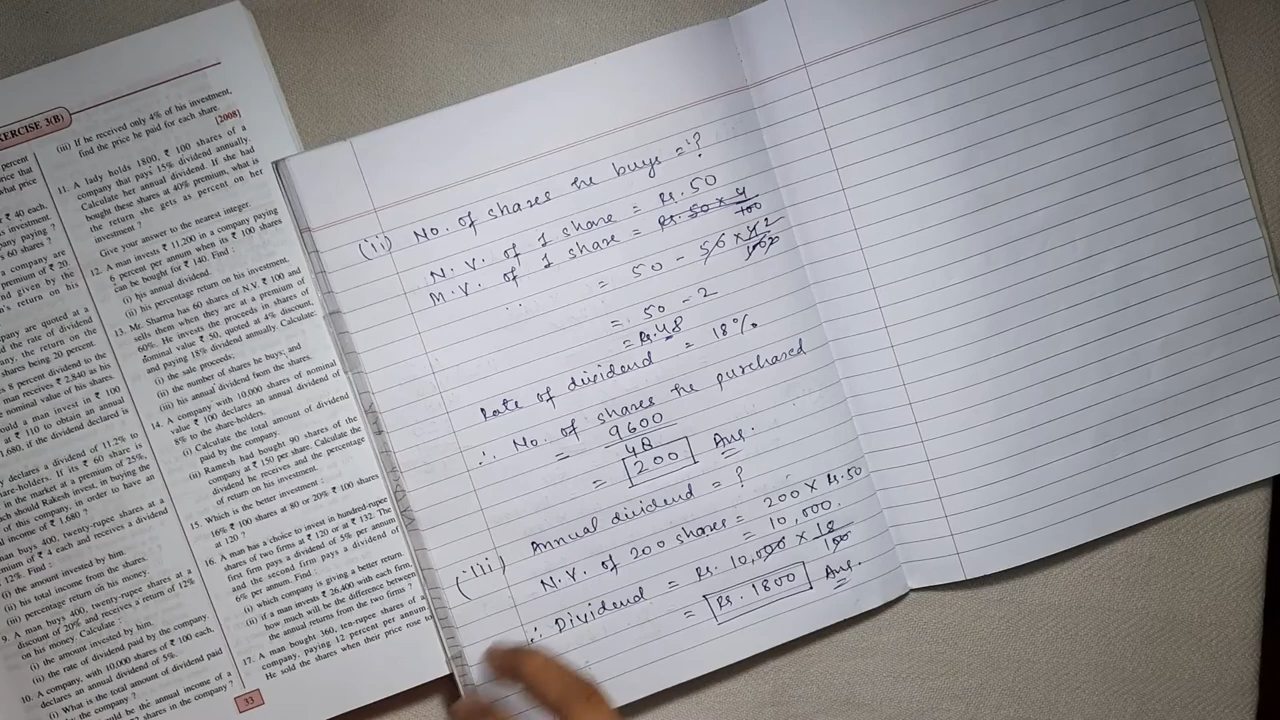 EXERCISE 3(B)
(iii) If he received only 4% of his investment,
find the price he paid for each share.
[2008]
11. A lady holds 1800, ₹ 100 shares of a
company that pays 15% dividend annually.
Calculate her annual dividend. If she had
bought these shares at 40% premium, what is
the return she gets as percent on her
investment ?
Give your answer to the nearest integer.
12. A man invests ₹ 11,200 in a company paying
6 percent per annum when its ₹ 100 shares
can be bought for ₹ 140. Find :
(i) his annual dividend.
(ii) his percentage return on his investment.
13. Mr. Sharma has 60 shares of N.V. ₹ 100 and
sells them when they are at a premium of
60%. He invests the proceeds in shares of
nominal value ₹ 50, quoted at 4% discount,
and paying 18% dividend annually. Calculate:
(i) the sale proceeds;
(ii) the number of shares he buys; and
(iii) his annual dividend from the shares.
14. A company with 10,000 shares of nominal
value ₹ 100 declares an annual dividend of
8% to the share-holders.
(i) Calculate the total amount of dividend
paid by the company.
(ii) Ramesh had bought 90 shares of the
company at ₹ 150 per share. Calculate the
dividend he receives and the percentage
of return on his investment.
15. Which is the better investment :
16% ₹ 100 shares at 80 or 20% ₹ 100 shares
at 120 ?
16. A man has a choice to invest in hundred-rupee
shares of two firms at ₹ 120 or at ₹ 132. The
first firm pays a dividend of 5% per annum
and the second firm pays a dividend of
6% per annum. Find :
(i) which company is giving a better return.
(ii) if a man invests ₹ 26,400 with each firm,
how much will be the difference between
the annual returns from the two firms ?
17. A man bought 360, ten-rupee shares of a
company, paying 12 percent per annum.
He sold the shares when their price rose to
33
(ii) No. of shares he buys = ?
N. V. of 1 share = Rs. 50
M. V. of 1 share = Rs. 50 × 4/100
∴ = 50 - 50 × 4 2/100
= 50 - 2
= Rs. 48
Rate of dividend = 18%
∴ No. of shares he purchased
= 9600/48
= 200 Ans.
(iii) Annual dividend = ?
N. V. of 200 shares = 200 × Rs. 50
= 10,000.
∴ Dividend = Rs. 10,000 × 18/100
= Rs. 1800 Ans.